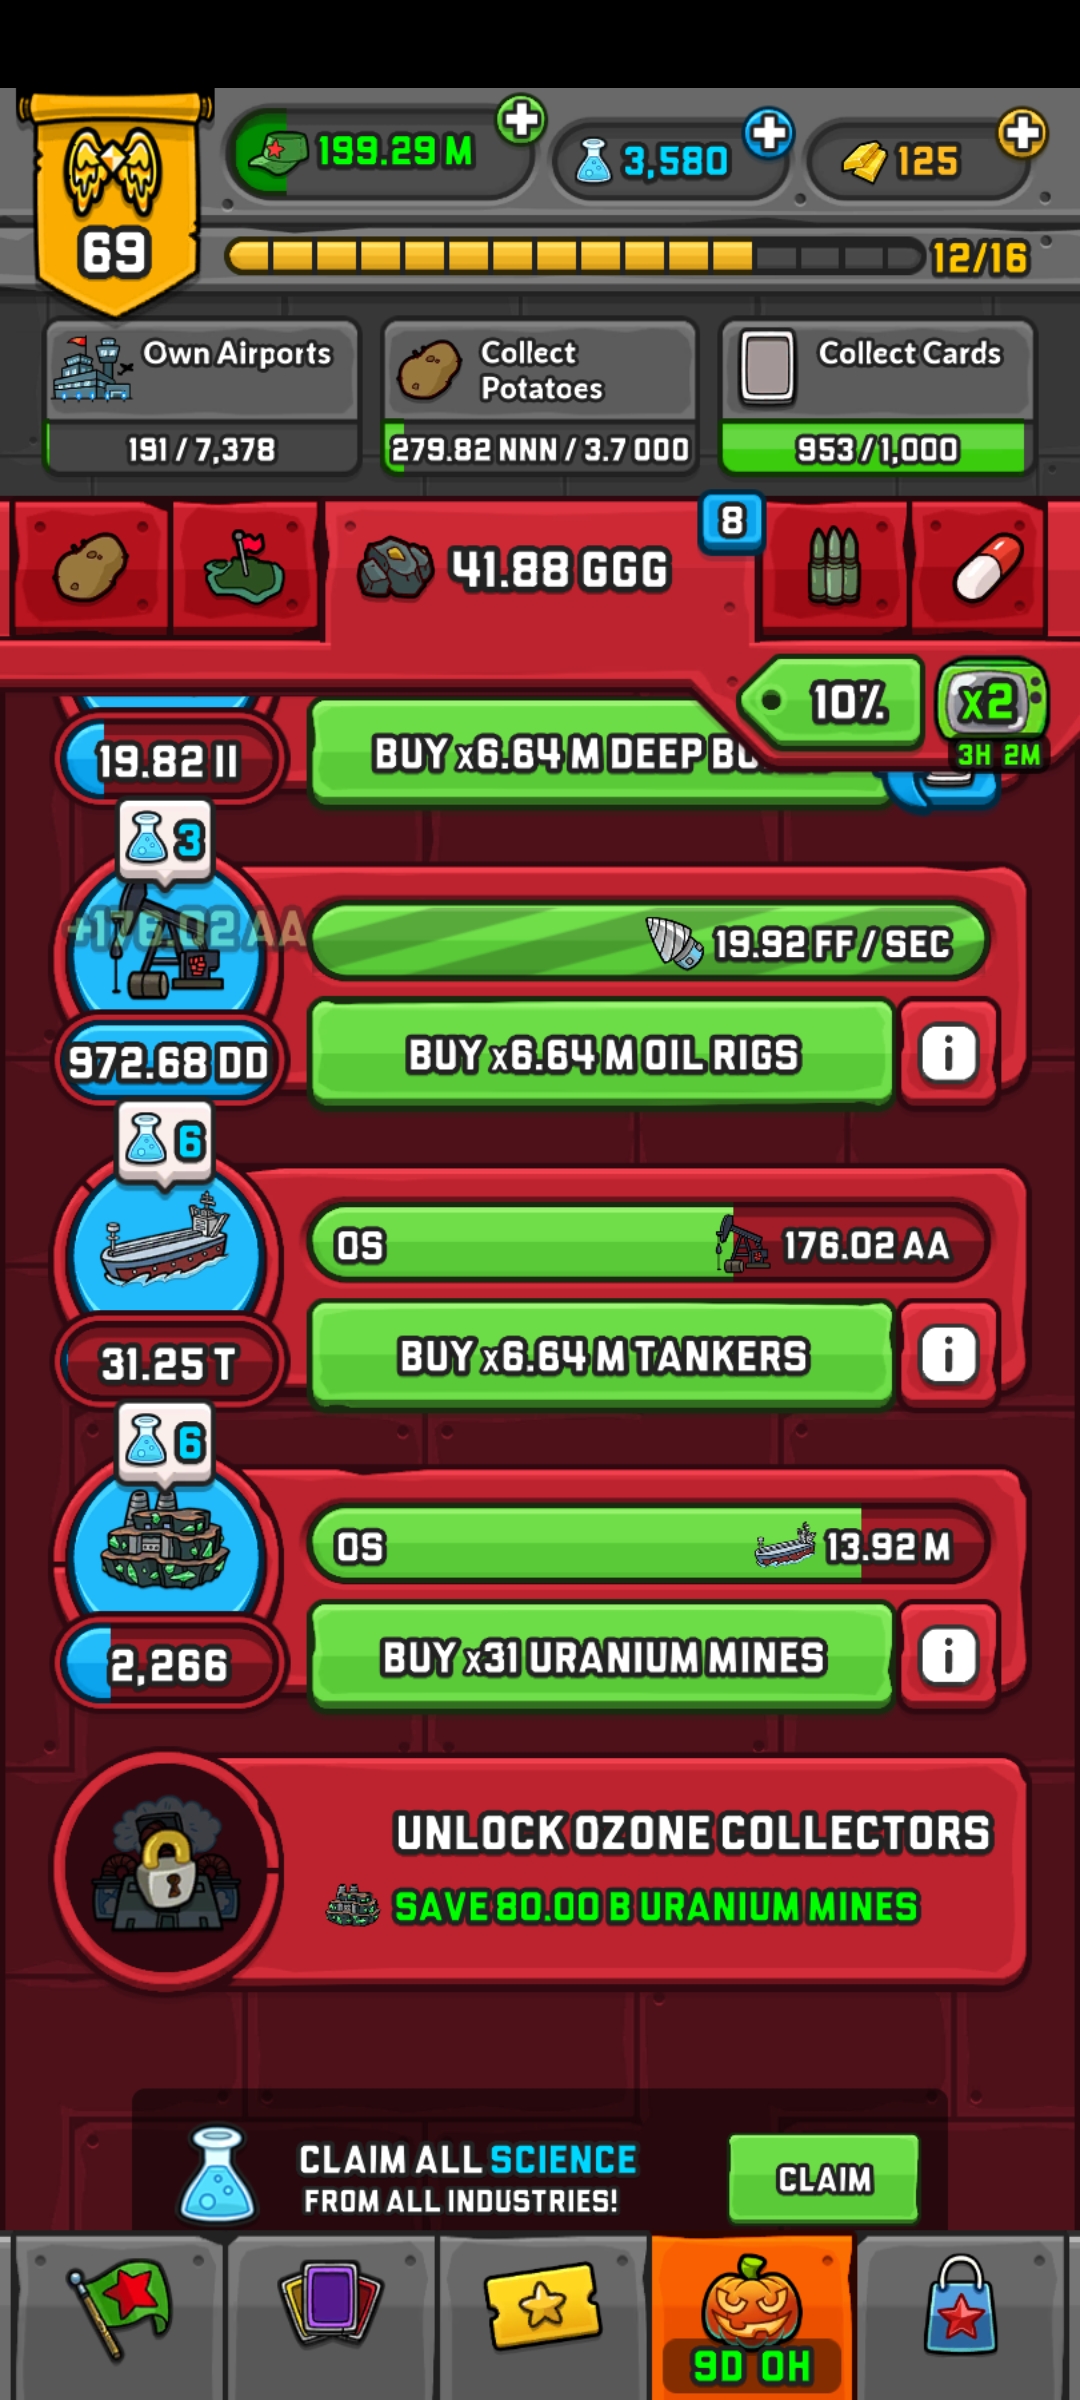 199.29 M
3,580
125
69
12/16
Own Airports
191 / 7,378
Collect
Potatoes
279.82 NNN / 3.7 OOO
Collect Cards
953 / 1,000
41.88 GGG
8
10%
x2
3H 2M
19.82 II
BUY x6.64 M DEEP
3
+176.02 AA
19.92 FF / SEC
972.68 DD
BUY x6.64 M OIL RIGS
i
6
0S
176.02 AA
31.25 T
BUY x6.64 M TANKERS
i
6
0S
13.92 M
2,266
BUY x31 URANIUM MINES
i
UNLOCK OZONE COLLECTORS
SAVE 80.00 B URANIUM MINES
CLAIM ALL SCIENCE
FROM ALL INDUSTRIES!
CLAIM
9D 0H